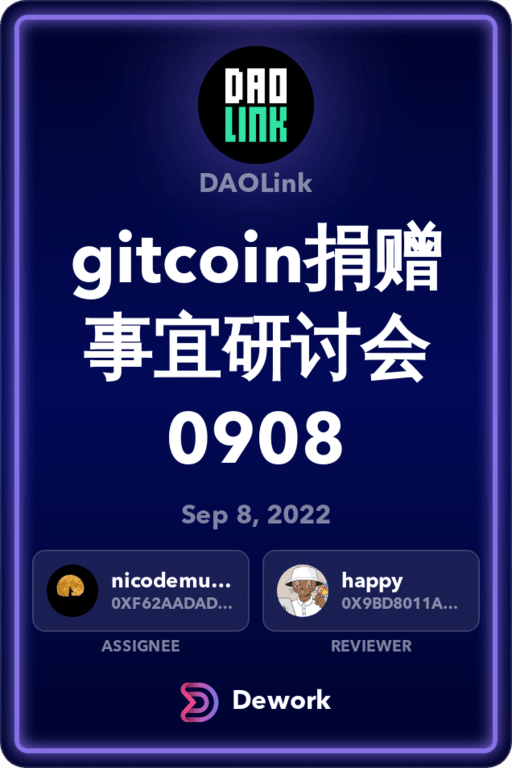 DAO
LINK
DAOLink
gitcoin捐赠
事宜研讨会
0908
Sep 8, 2022
nicodemu...
0XF62AADAD...
ASSIGNEE
happy
0X9BD8011A...
REVIEWER
Dework